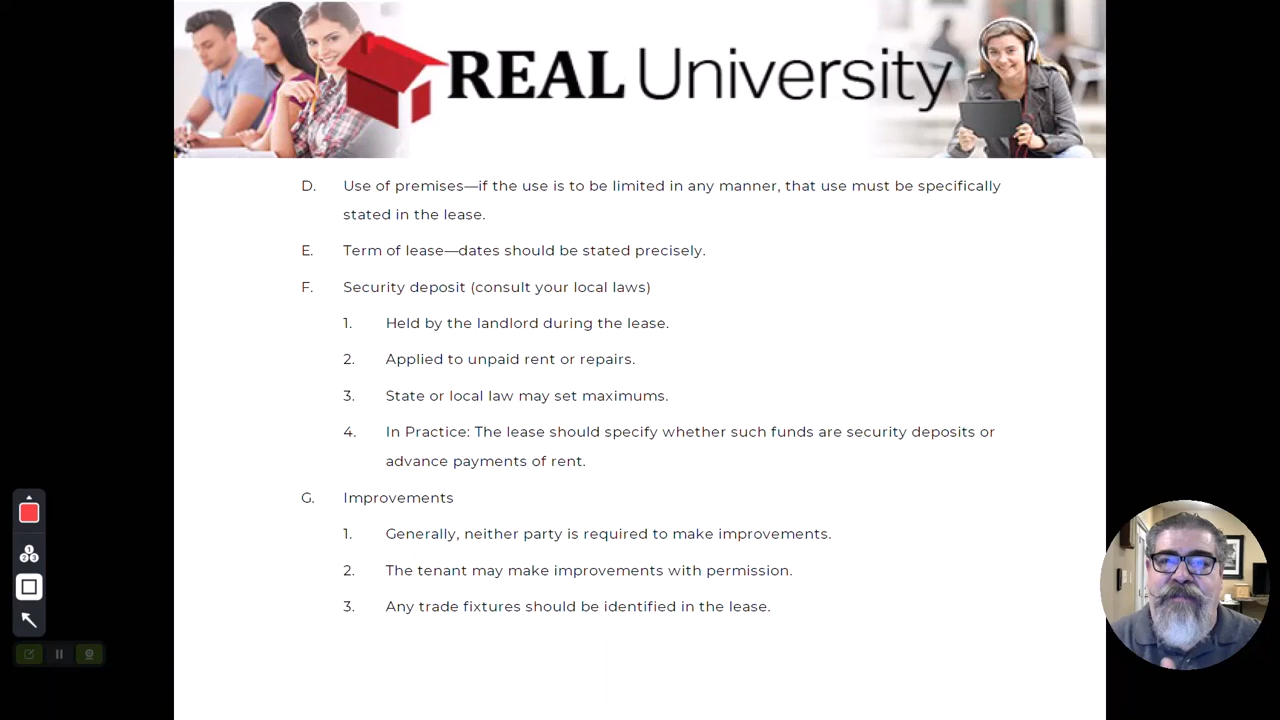 REAL University
D. Use of premises—if the use is to be limited in any manner, that use must be specifically
stated in the lease.
E. Term of lease—dates should be stated precisely.
F. Security deposit (consult your local laws)
1. Held by the landlord during the lease.
2. Applied to unpaid rent or repairs.
3. State or local law may set maximums.
4. In Practice: The lease should specify whether such funds are security deposits or
advance payments of rent.
G. Improvements
1. Generally, neither party is required to make improvements.
2. The tenant may make improvements with permission.
3. Any trade fixtures should be identified in the lease.